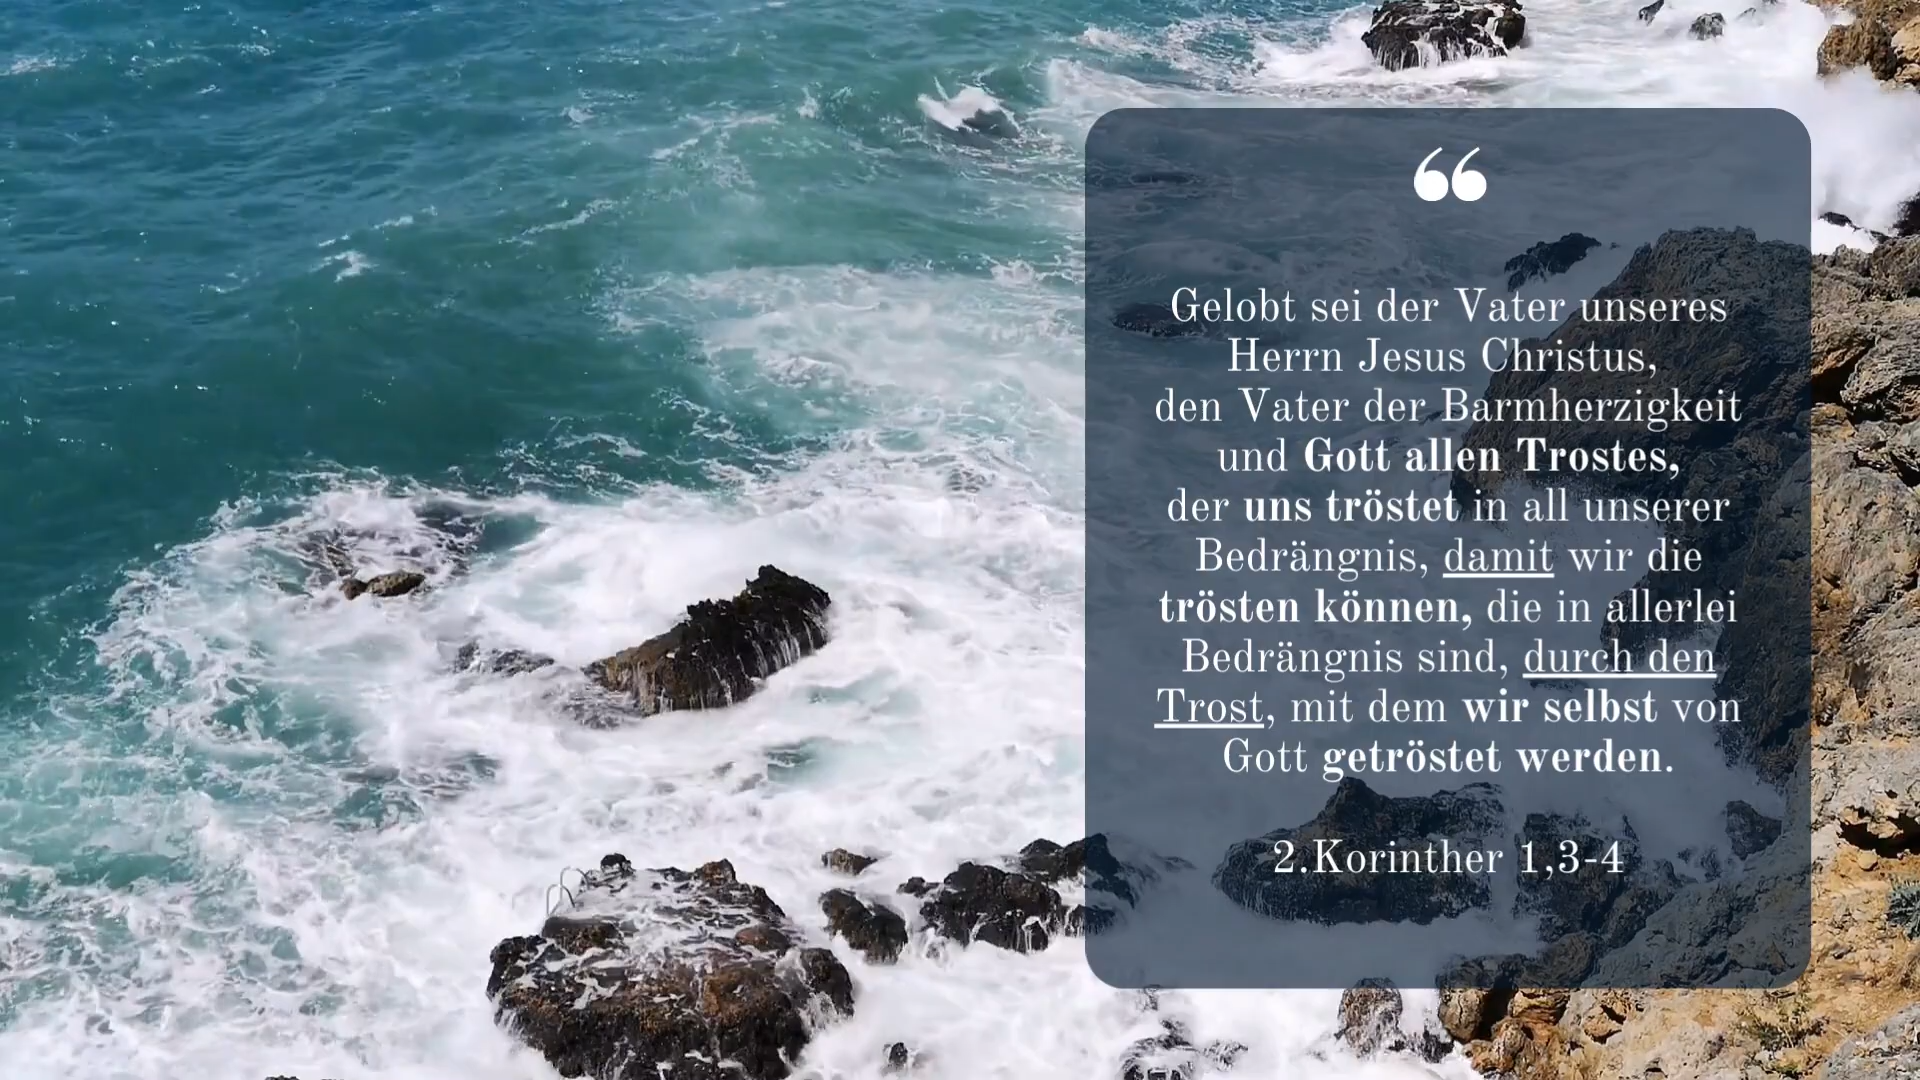 ❝
Gelobt sei der Vater unseres
Herrn Jesus Christus,
den Vater der Barmherzigkeit
und Gott allen Trostes,
der uns tröstet in all unserer
Bedrängnis, damit wir die
trösten können, die in allerlei
Bedrängnis sind, durch den
Trost, mit dem wir selbst von
Gott getröstet werden.
2.Korinther 1,3-4